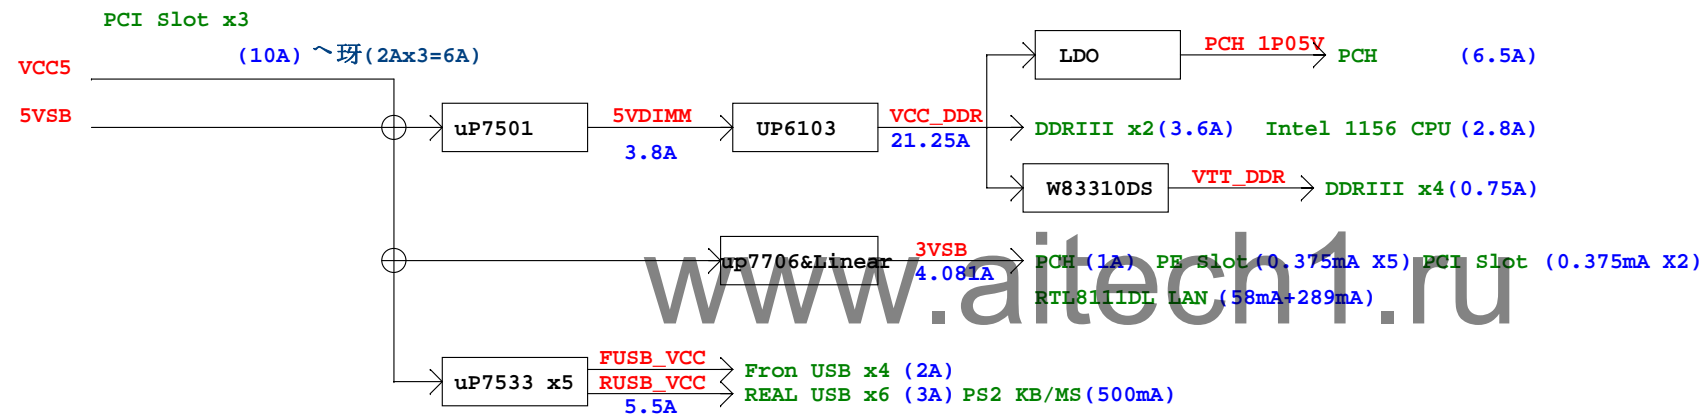 PCI Slot x3
(10A) へ玡(2Ax3=6A)
VCC5
5VSB
uP7501
5VDIMM
3.8A
UP6103
VCC_DDR
21.25A
LDO
PCH 1P05V
PCH (6.5A)
DDRIII x2(3.6A) Intel 1156 CPU (2.8A)
W83310DS
VTT_DDR
DDRIII x4(0.75A)
up7706&Linear
3VSB
4.081A
PCH (1A) PE Slot(0.375mA X5) PCI Slot (0.375mA X2)
RTL8111DL LAN (58mA+289mA)
www.aitech1.ru
uP7533 x5
FUSB_VCC
RUSB_VCC
5.5A
Fron USB x4 (2A)
REAL USB x6 (3A) PS2 KB/MS(500mA)